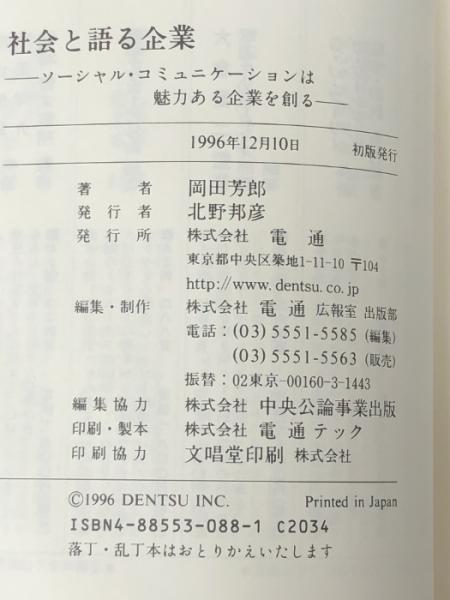 社会と語る企業
――ソーシャル・コミュニケーションは
魅力ある企業を創る――
1996年12月10日 初版発行
著者 岡田芳郎
発行者 北野邦彦
発行所 株式会社 電通
東京都中央区築地1-11-10 〒104
http://www.dentsu.co.jp
編集・制作 株式会社 電通 広報室 出版部
電話：(03) 5551-5585 (編集)
(03) 5551-5563 (販売)
振替：02東京-00160-3-1443
編集協力 株式会社 中央公論事業出版
印刷・製本 株式会社 電通テック
印刷協力 文唱堂印刷 株式会社
©1996 DENTSU INC. Printed in Japan
ISBN4-88553-088-1 C2034
落丁・乱丁本はおとりかえいたします